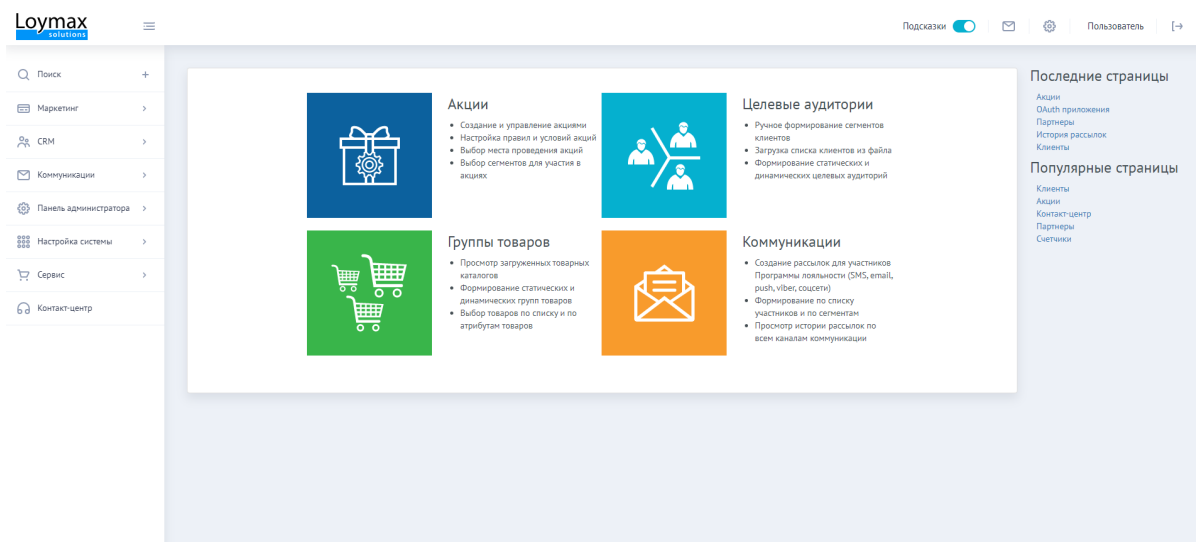 Loymax
solutions
Подсказки
Пользователь
Поиск
Маркетинг
CRM
Коммуникации
Панель администратора
Настройка системы
Сервис
Контакт-центр
Акции
Создание и управление акциями
Настройка правил и условий акций
Выбор места проведения акций
Выбор сегментов для участия в
акциях
Целевые аудитории
Ручное формирование сегментов
клиентов
Загрузка списка клиентов из файла
Формирование статических и
динамических целевых аудиторий
Группы товаров
Просмотр загруженных товарных
каталогов
Формирование статических и
динамических групп товаров
Выбор товаров по списку и по
атрибутам товаров
Коммуникации
Создание рассылок для участников
Программы лояльности (SMS, email,
push, viber, соцсети)
Формирование по списку
участников и по сегментам
Просмотр истории рассылок по
всем каналам коммуникации
Последние страницы
Акции
OAuth приложения
Партнеры
История рассылок
Клиенты
Популярные страницы
Клиенты
Акции
Контакт-центр
Партнеры
Счетчики